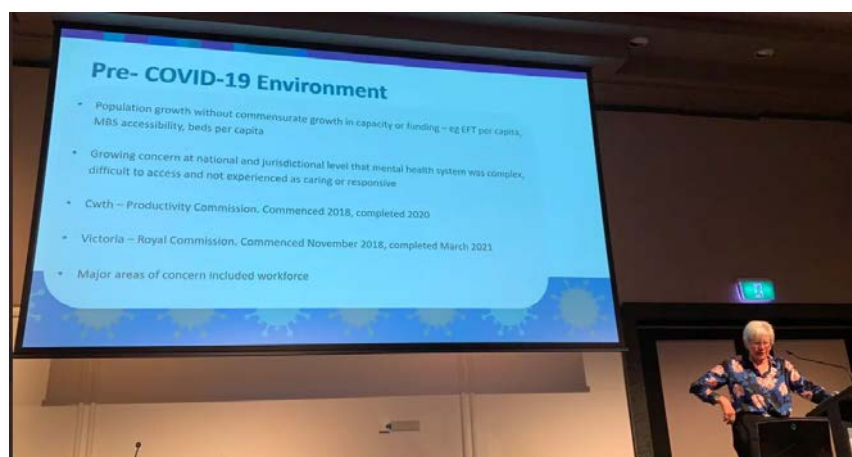 Pre- COVID-19 Environment
• Population growth without commensurate growth in capacity or funding – eg EFT per capita,
MBS accessibility, beds per capita
• Growing concern at national and jurisdictional level that mental health system was complex,
difficult to access and not experienced as caring or responsive
• Cwth – Productivity Commission. Commenced 2018, completed 2020
• Victoria – Royal Commission. Commenced November 2018, completed March 2021
• Major areas of concern included workforce